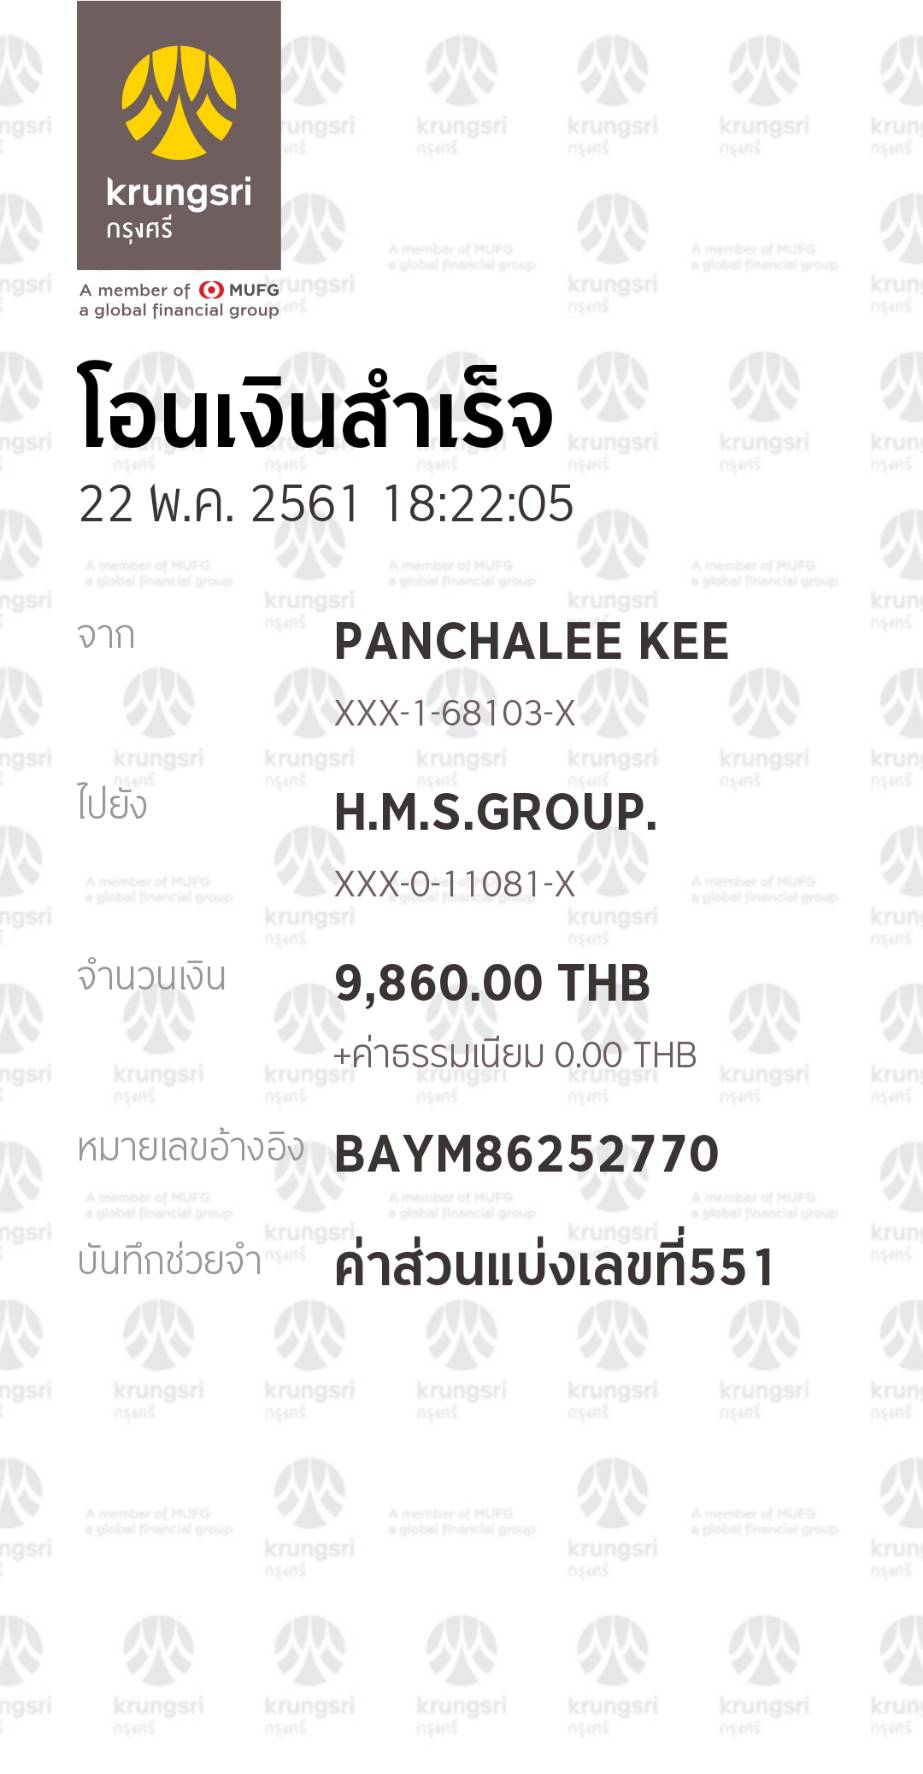 krungsri
กรุงศรี
A member of MUFG
a global financial group
โอนเงินสำเร็จ
22 พ.ค. 2561 18:22:05
จาก PANCHALEE KEE
XXX-1-68103-X
ไปยัง H.M.S.GROUP.
XXX-0-11081-X
จำนวนเงิน 9,860.00 THB
+ค่าธรรมเนียม 0.00 THB
หมายเลขอ้างอิง BAYM86252770
บันทึกช่วยจำ ค่าส่วนแบ่งเลขที่551